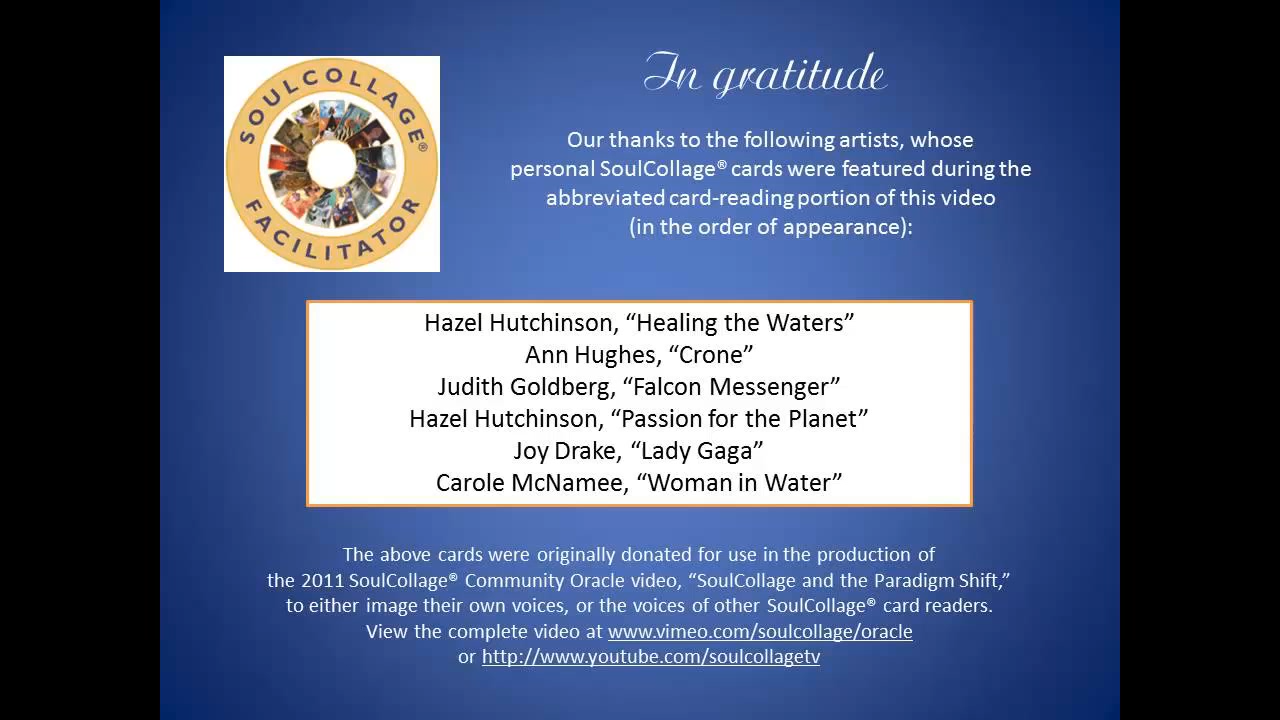 SOULCOLLAGE®
FACILITATOR
In gratitude
Our thanks to the following artists, whose
personal SoulCollage® cards were featured during the
abbreviated card-reading portion of this video
(in the order of appearance):
Hazel Hutchinson, “Healing the Waters”
Ann Hughes, “Crone”
Judith Goldberg, “Falcon Messenger”
Hazel Hutchinson, “Passion for the Planet”
Joy Drake, “Lady Gaga”
Carole McNamee, “Woman in Water”
The above cards were originally donated for use in the production of
the 2011 SoulCollage® Community Oracle video, “SoulCollage and the Paradigm Shift,”
to either image their own voices, or the voices of other SoulCollage® card readers.
View the complete video at www.vimeo.com/soulcollage/oracle
or http://www.youtube.com/soulcollagetv